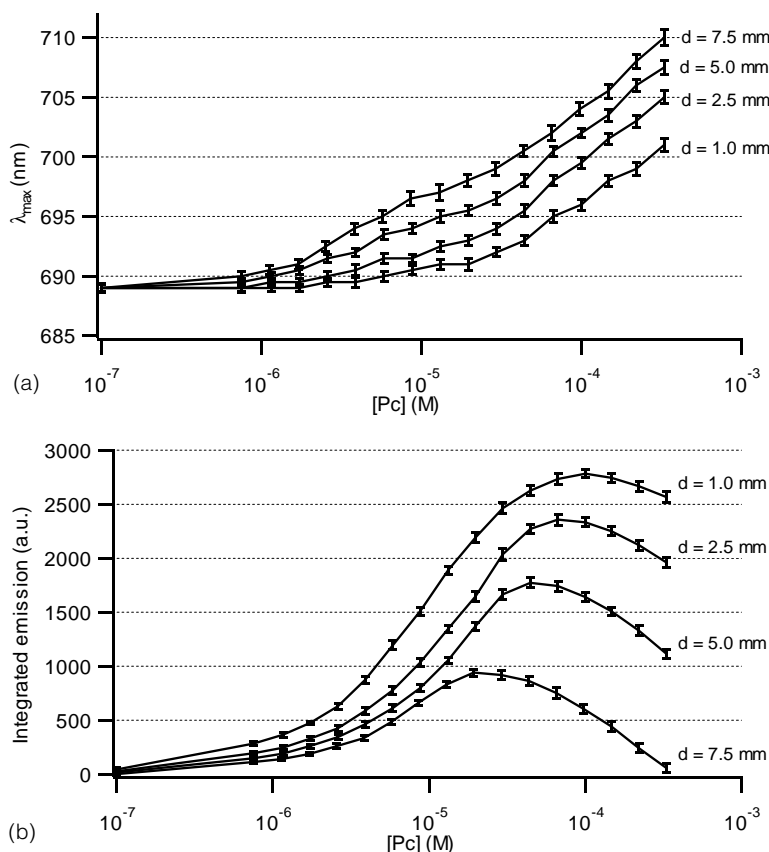 710
705
700
695
690
685
λmax (nm)
d = 7.5 mm
d = 5.0 mm
d = 2.5 mm
d = 1.0 mm
10-7
10-6
10-5
10-4
10-3
[Pc] (M)
(a)
3000
2500
2000
1500
1000
500
0
Integrated emission (a.u.)
d = 1.0 mm
d = 2.5 mm
d = 5.0 mm
d = 7.5 mm
10-7
10-6
10-5
10-4
10-3
[Pc] (M)
(b)